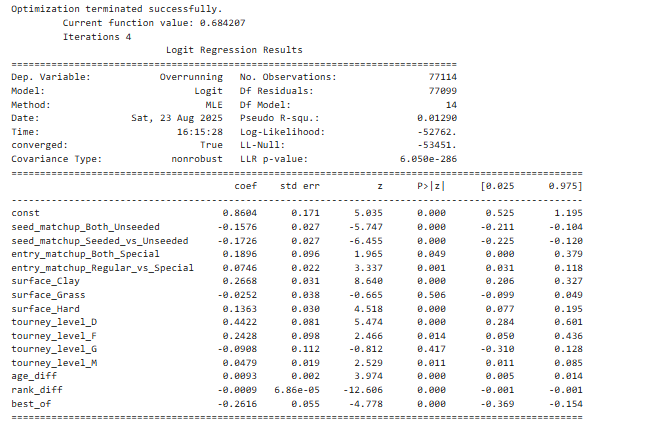 Optimization terminated successfully.
Current function value: 0.684207
Iterations 4
Logit Regression Results
==============================================================================
Dep. Variable: Overrunning No. Observations: 77114
Model: Logit Df Residuals: 77099
Method: MLE Df Model: 14
Date: Sat, 23 Aug 2025 Pseudo R-squ.: 0.01290
Time: 16:15:28 Log-Likelihood: -52762.
converged: True LL-Null: -53451.
Covariance Type: nonrobust LLR p-value: 6.050e-286
==============================================================================
coef std err z P>|z| [0.025 0.975]
------------------------------------------------------------------------------
const 0.8604 0.171 5.035 0.000 0.525 1.195
seed_matchup_Both_Unseeded -0.1576 0.027 -5.747 0.000 -0.211 -0.104
seed_matchup_Seeded_vs_Unseeded -0.1726 0.027 -6.455 0.000 -0.225 -0.120
entry_matchup_Both_Special 0.1896 0.096 1.965 0.049 0.000 0.379
entry_matchup_Regular_vs_Special 0.0746 0.022 3.337 0.001 0.031 0.118
surface_Clay 0.2668 0.031 8.640 0.000 0.206 0.327
surface_Grass -0.0252 0.038 -0.665 0.506 -0.099 0.049
surface_Hard 0.1363 0.030 4.518 0.000 0.077 0.195
tourney_level_D 0.4422 0.081 5.474 0.000 0.284 0.601
tourney_level_F 0.2428 0.098 2.466 0.014 0.050 0.436
tourney_level_G -0.0908 0.112 -0.812 0.417 -0.310 0.128
tourney_level_M 0.0479 0.019 2.529 0.011 0.011 0.085
age_diff 0.0093 0.002 3.974 0.000 0.005 0.014
rank_diff -0.0009 6.86e-05 -12.606 0.000 -0.001 -0.001
best_of -0.2616 0.055 -4.778 0.000 -0.369 -0.154
==============================================================================